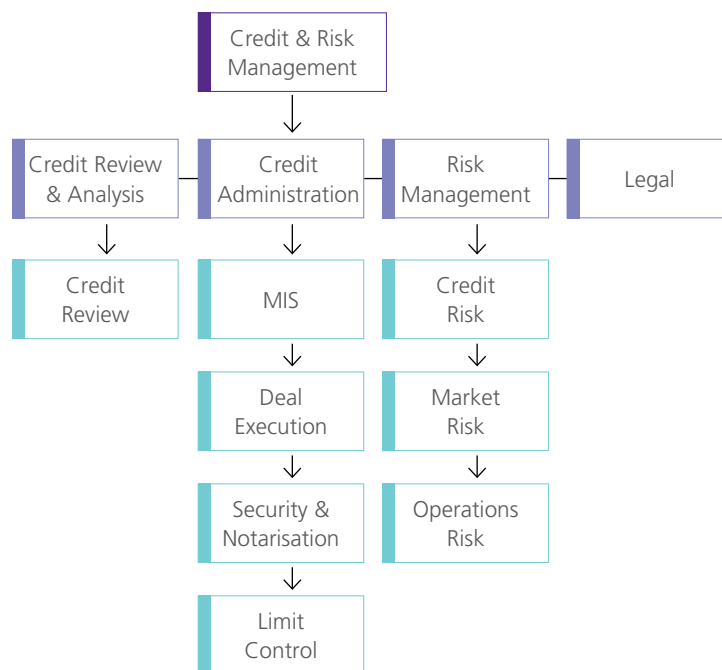 Credit & Risk
Management
Credit Review
& Analysis
Credit
Administration
Risk
Management
Legal
Credit
Review
MIS
Credit
Risk
Deal
Execution
Market
Risk
Security &
Notarisation
Operations
Risk
Limit
Control